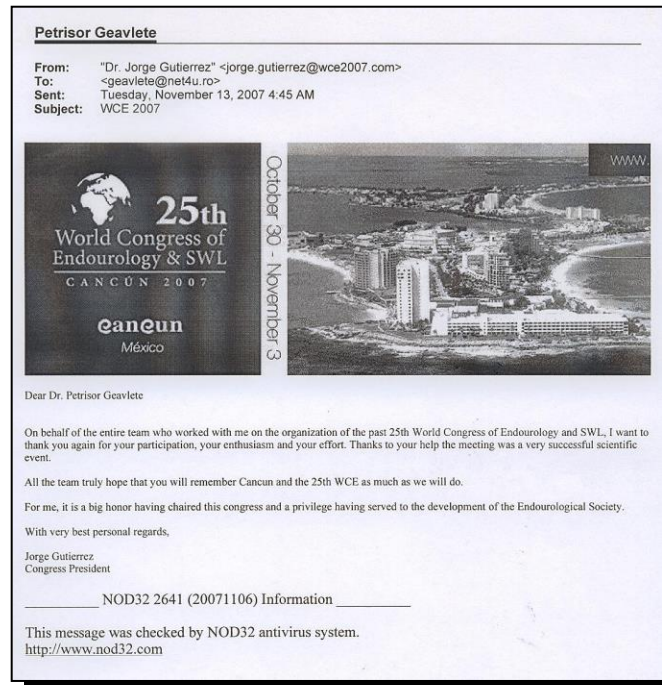 Petrisor Geavlete
From: "Dr. Jorge Gutierrez" <jorge.gutierrez@wce2007.com>
To: <geavlete@net4u.ro>
Sent: Tuesday, November 13, 2007 4:45 AM
Subject: WCE 2007
25th
World Congress of
Endourology & SWL
CANCÚN 2007
cancun
México
October 30 - November 3
WWW.
Dear Dr. Petrisor Geavlete
On behalf of the entire team who worked with me on the organization of the past 25th World Congress of Endourology and SWL, I want to
thank you again for your participation, your enthusiasm and your effort. Thanks to your help the meeting was a very successful scientific
event.
All the team truly hope that you will remember Cancun and the 25th WCE as much as we will do.
For me, it is a big honor having chaired this congress and a privilege having served to the development of the Endourological Society.
With very best personal regards,
Jorge Gutierrez
Congress President
__________ NOD32 2641 (20071106) Information __________
This message was checked by NOD32 antivirus system.
http://www.nod32.com